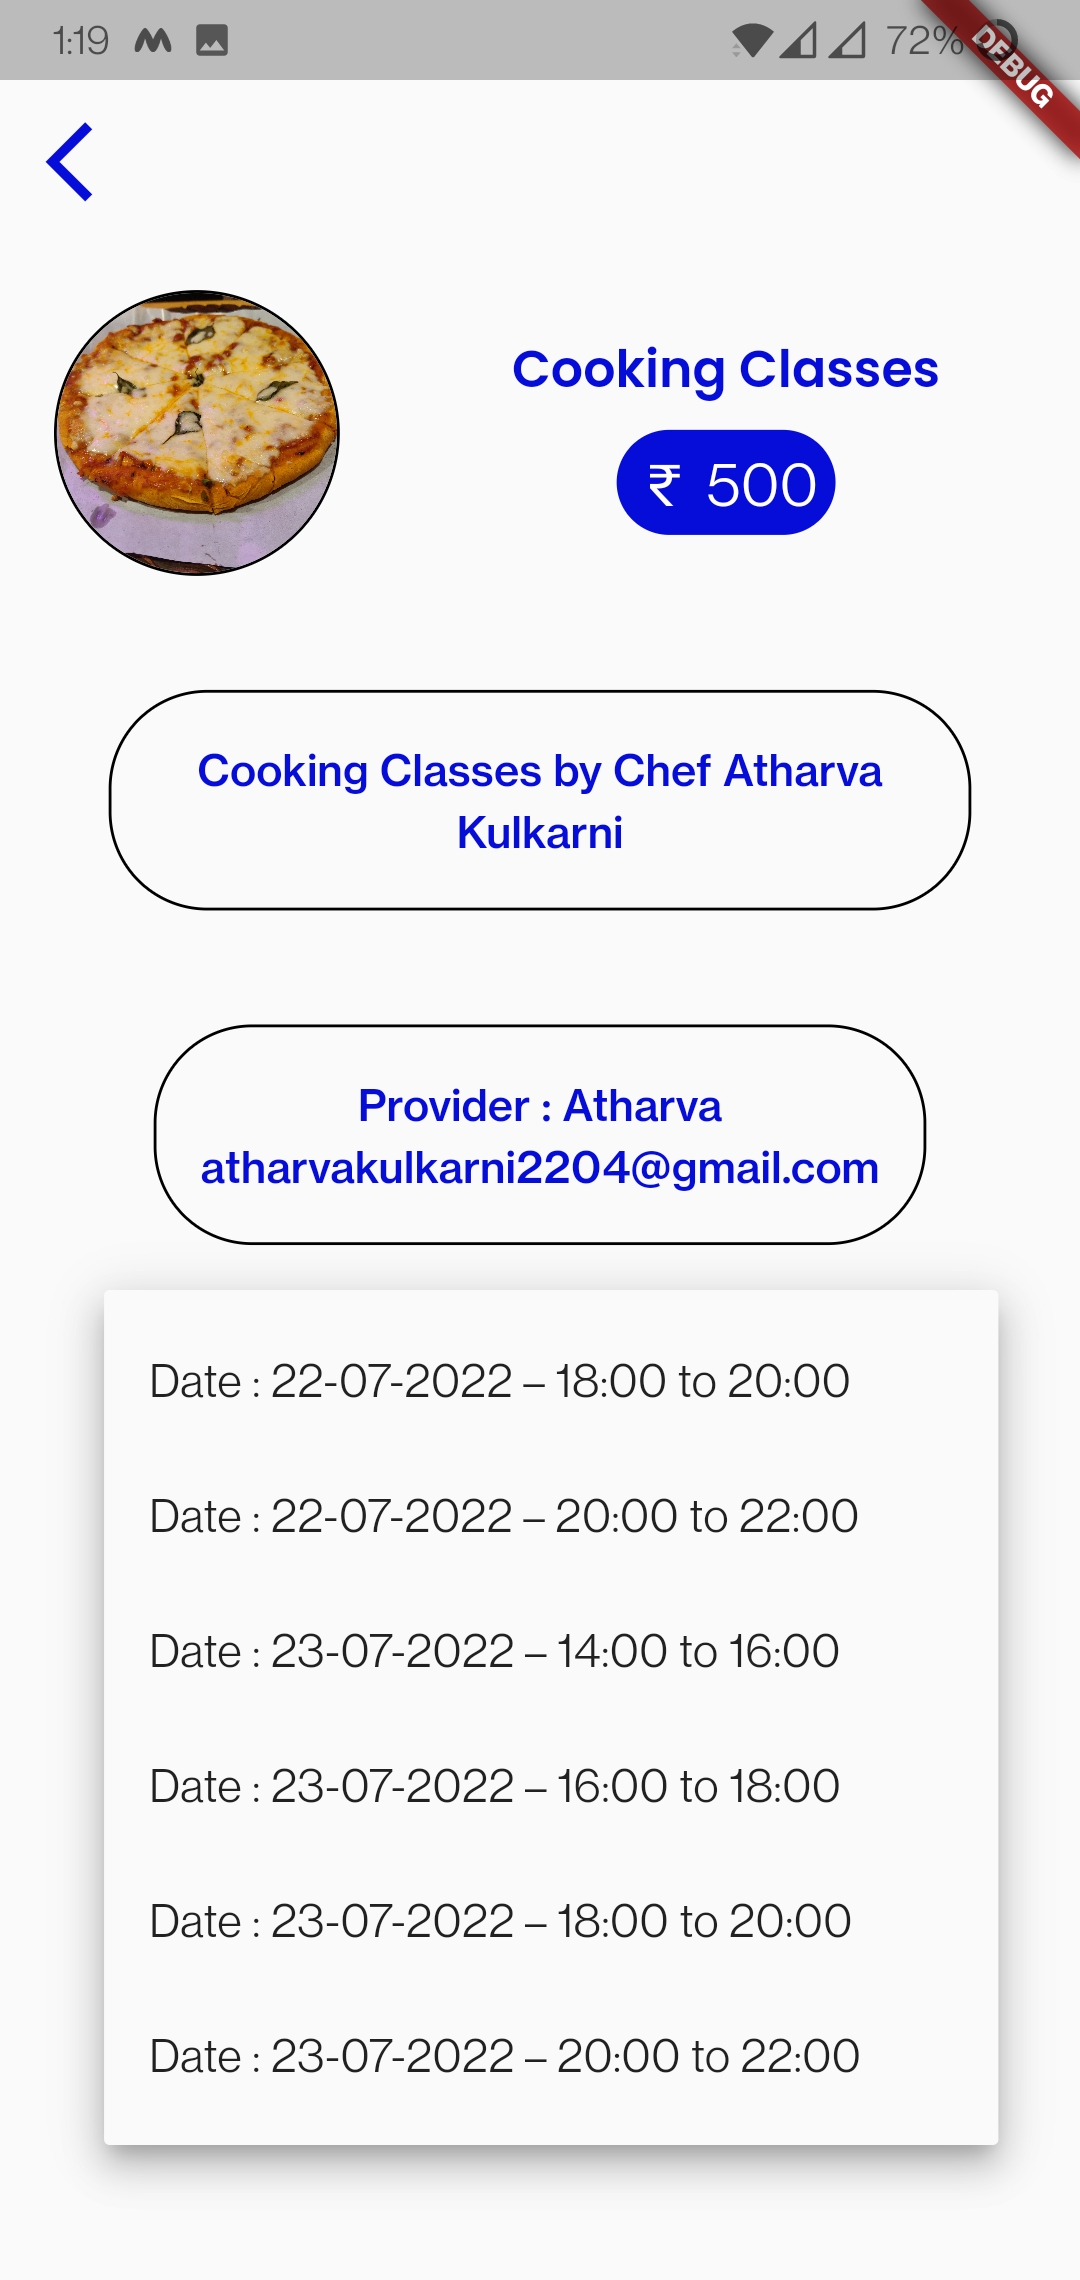 1:19
72%
DEBUG
Cooking Classes
₹ 500
Cooking Classes by Chef Atharva
Kulkarni
Provider : Atharva
atharvakulkarni2204@gmail.com
Date : 22-07-2022 – 18:00 to 20:00
Date : 22-07-2022 – 20:00 to 22:00
Date : 23-07-2022 – 14:00 to 16:00
Date : 23-07-2022 – 16:00 to 18:00
Date : 23-07-2022 – 18:00 to 20:00
Date : 23-07-2022 – 20:00 to 22:00